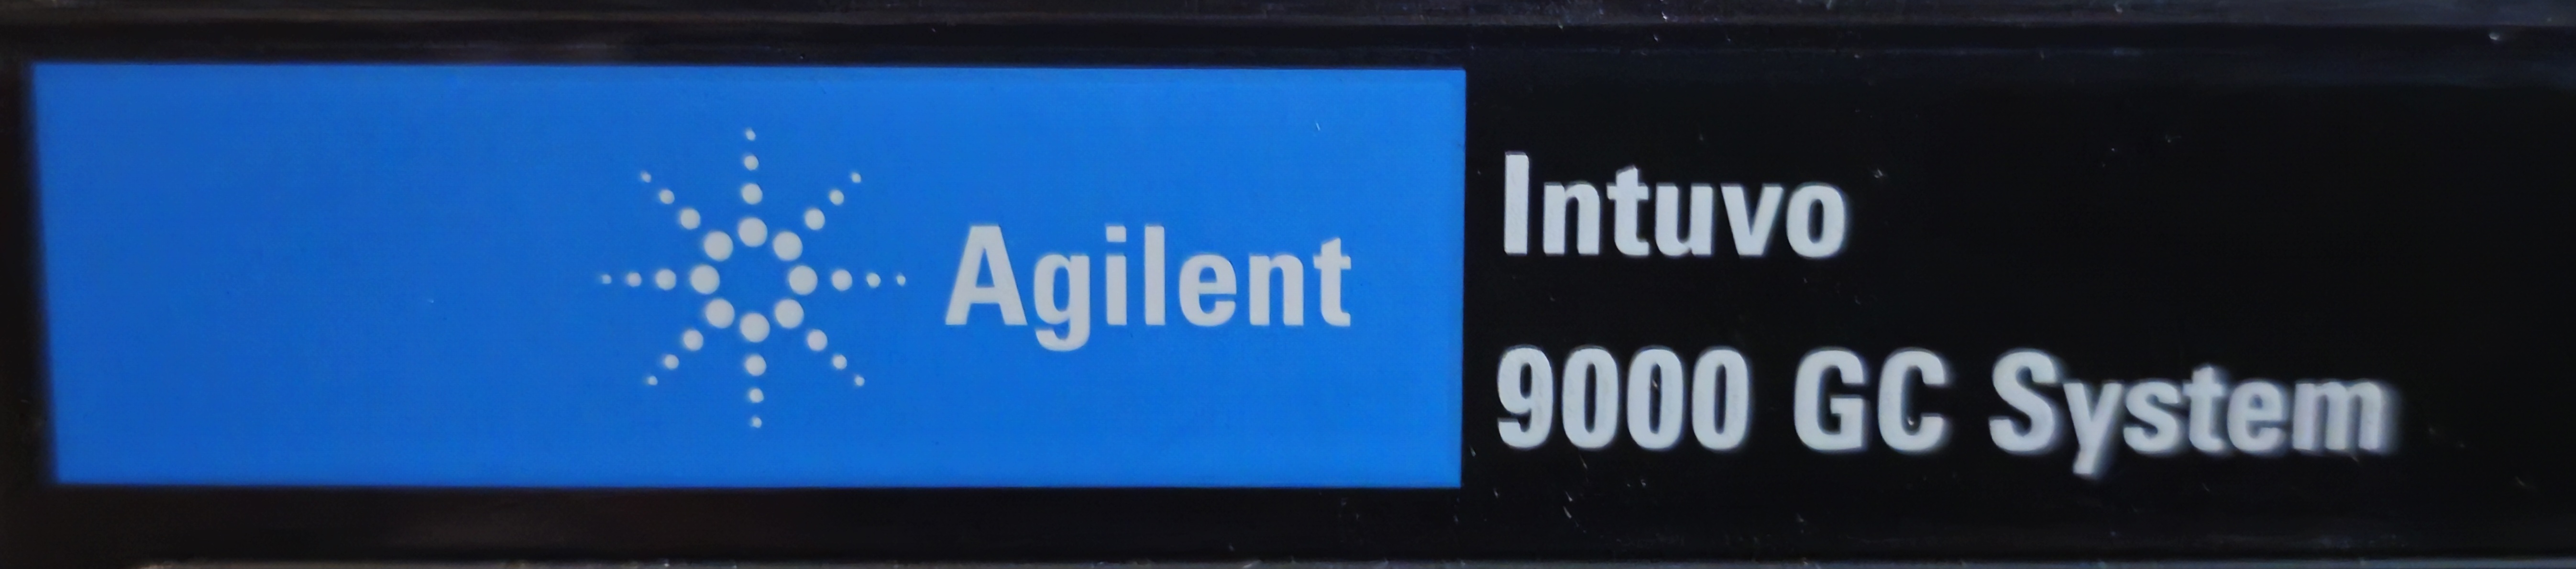 Agilent
Intuvo
9000 GC System